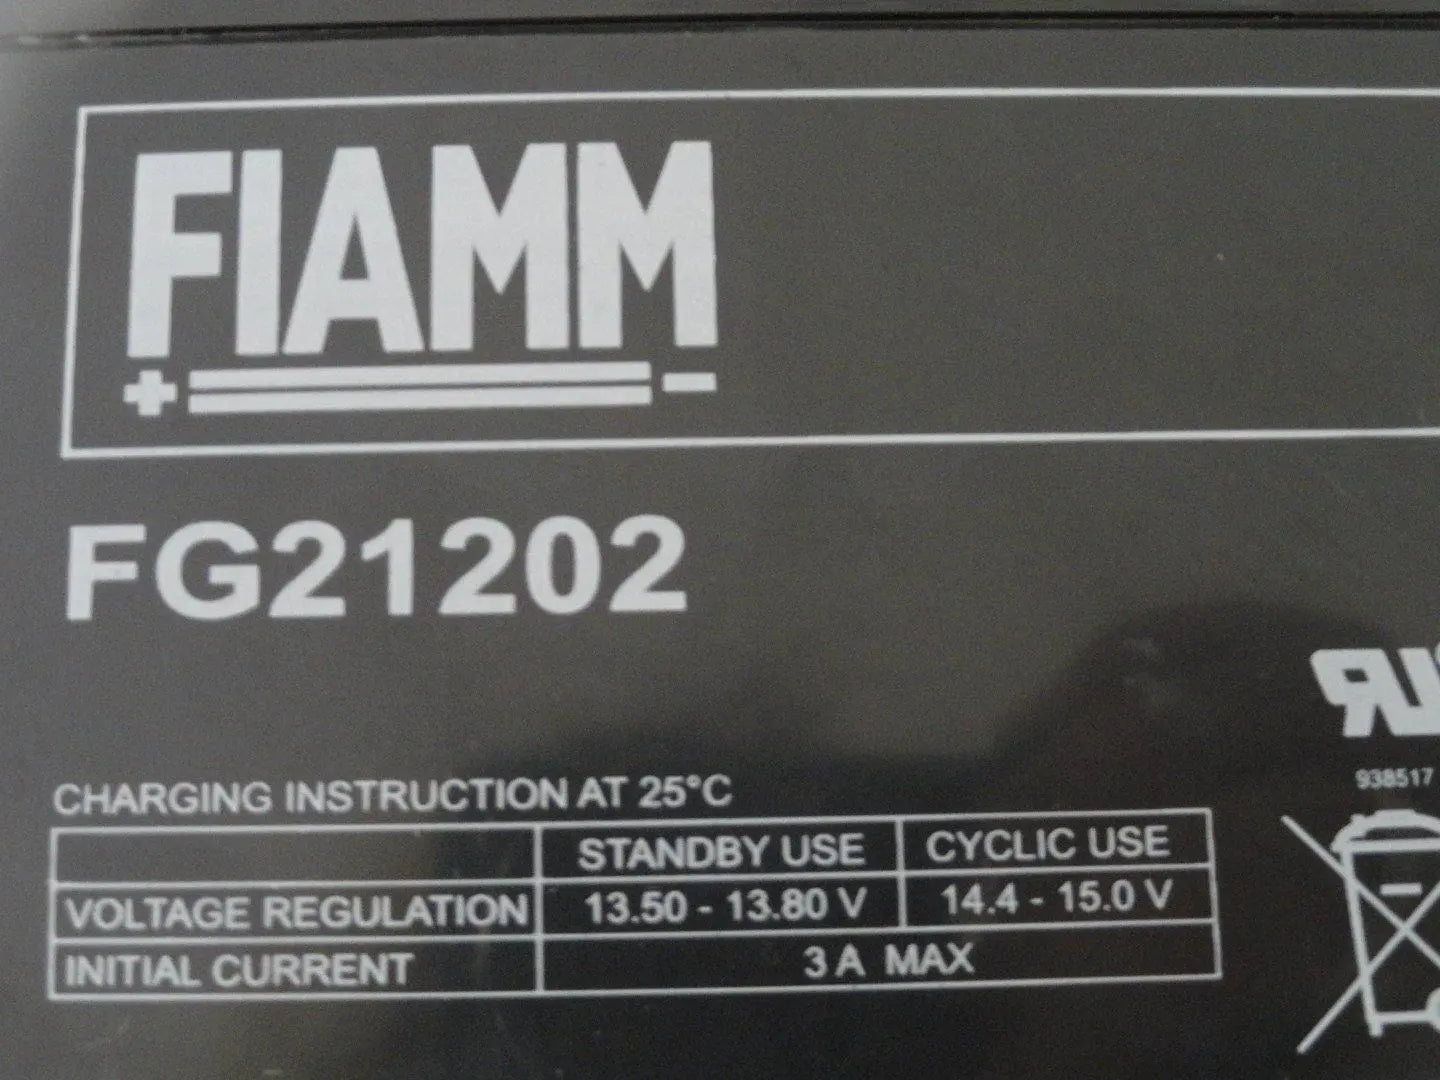 FIAMM
FG21202
CHARGING INSTRUCTION AT 25°C
STANDBY USE CYCLIC USE
VOLTAGE REGULATION 13.50 - 13.80 V 14.4 - 15.0 V
INITIAL CURRENT 3 A MAX
938517